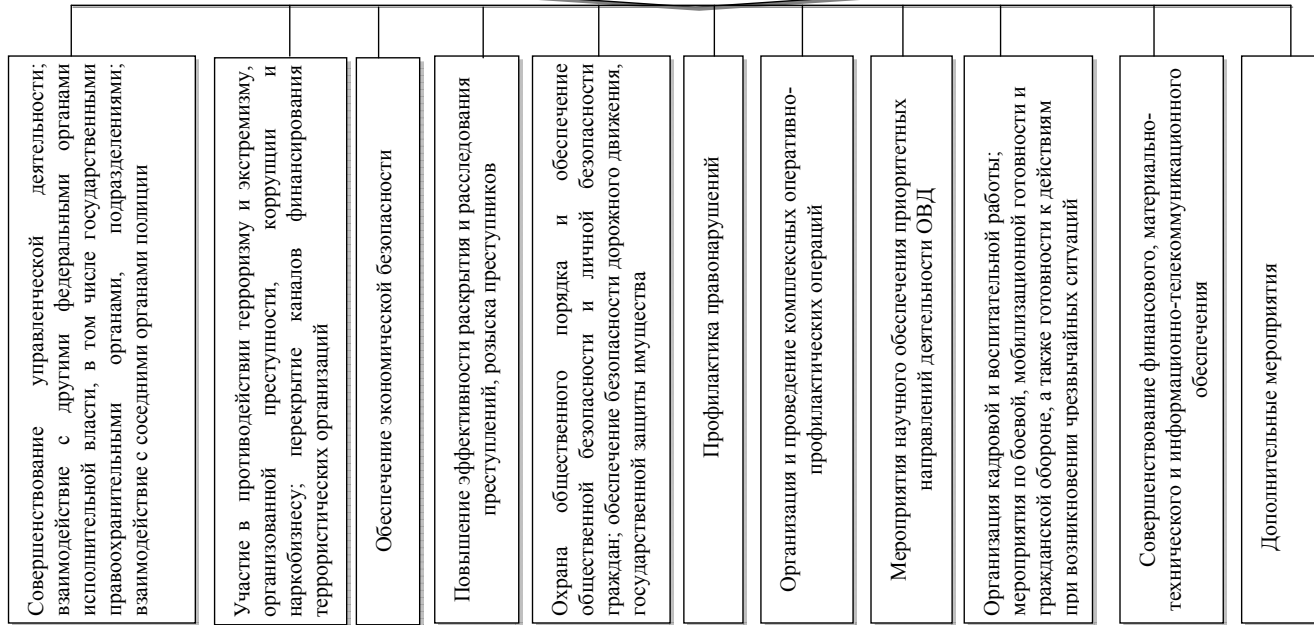 Совершенствование управленческой деятельности;
взаимодействие с другими федеральными органами
исполнительной власти, в том числе государственными
правоохранительными органами, подразделениями;
взаимодействие с соседними органами полиции
Участие в противодействии терроризму и экстремизму,
организованной преступности, коррупции и
наркобизнесу; перекрытие каналов финансирования
террористических организаций
Обеспечение экономической безопасности
Повышение эффективности раскрытия и расследования
преступлений, розыска преступников
Охрана общественного порядка и обеспечение
общественной безопасности и личной безопасности
граждан; обеспечение безопасности дорожного движения,
государственной защиты имущества
Профилактика правонарушений
Организация и проведение комплексных оперативно-
профилактических операций
Мероприятия научного обеспечения приоритетных
направлений деятельности ОВД
Организация кадровой и воспитательной работы;
мероприятия по боевой, мобилизационной готовности и
гражданской обороне, а также готовности к действиям
при возникновении чрезвычайных ситуаций
Совершенствование финансового, материально-
технического и информационно-телекоммуникационного
обеспечения
Дополнительные мероприятия